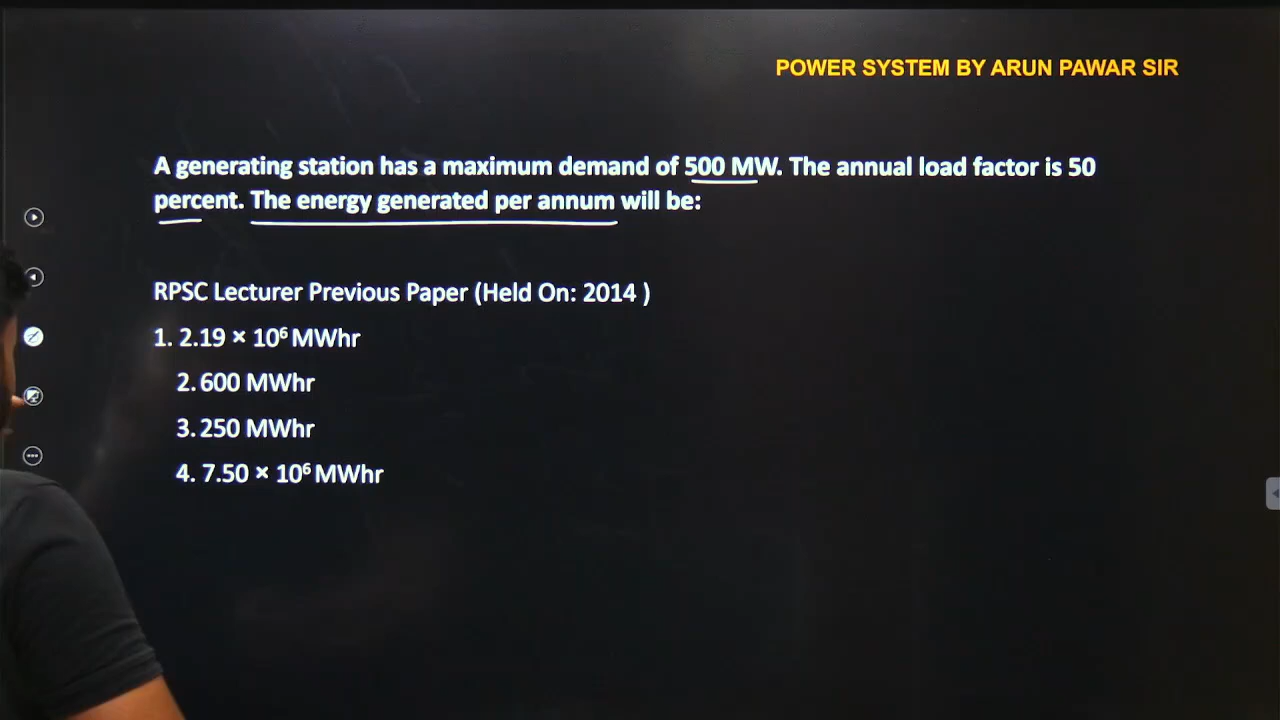 POWER SYSTEM BY ARUN PAWAR SIR
A generating station has a maximum demand of 500 MW. The annual load factor is 50
percent. The energy generated per annum will be:
RPSC Lecturer Previous Paper (Held On: 2014 )
1. 2.19 × 10⁶ MWhr
2. 600 MWhr
3. 250 MWhr
4. 7.50 × 10⁶ MWhr